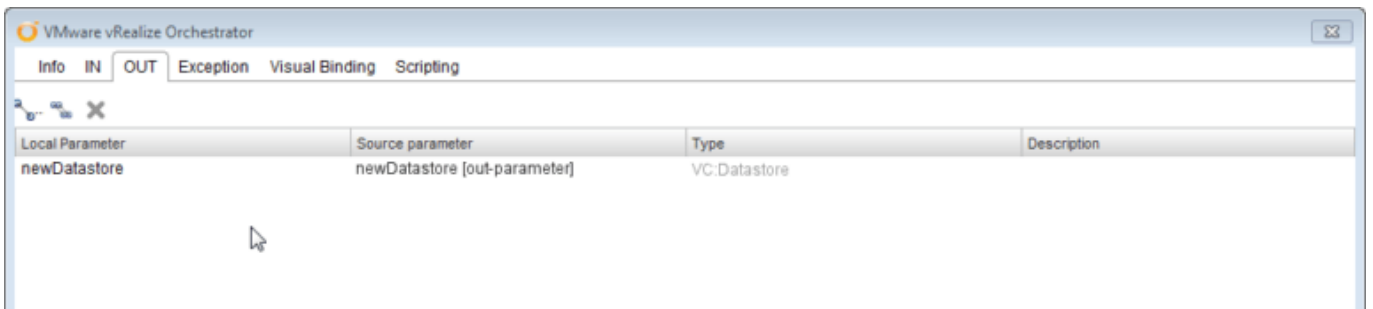 VMware vRealize Orchestrator
Info IN OUT Exception Visual Binding Scripting
Local Parameter Source parameter Type Description
newDatastore newDatastore [out-parameter] VC:Datastore